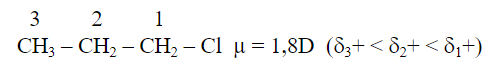 3 2 1
CH₃ – CH₂ – CH₂ – Cl μ = 1,8D (δ₃+ < δ₂+ < δ₁+)